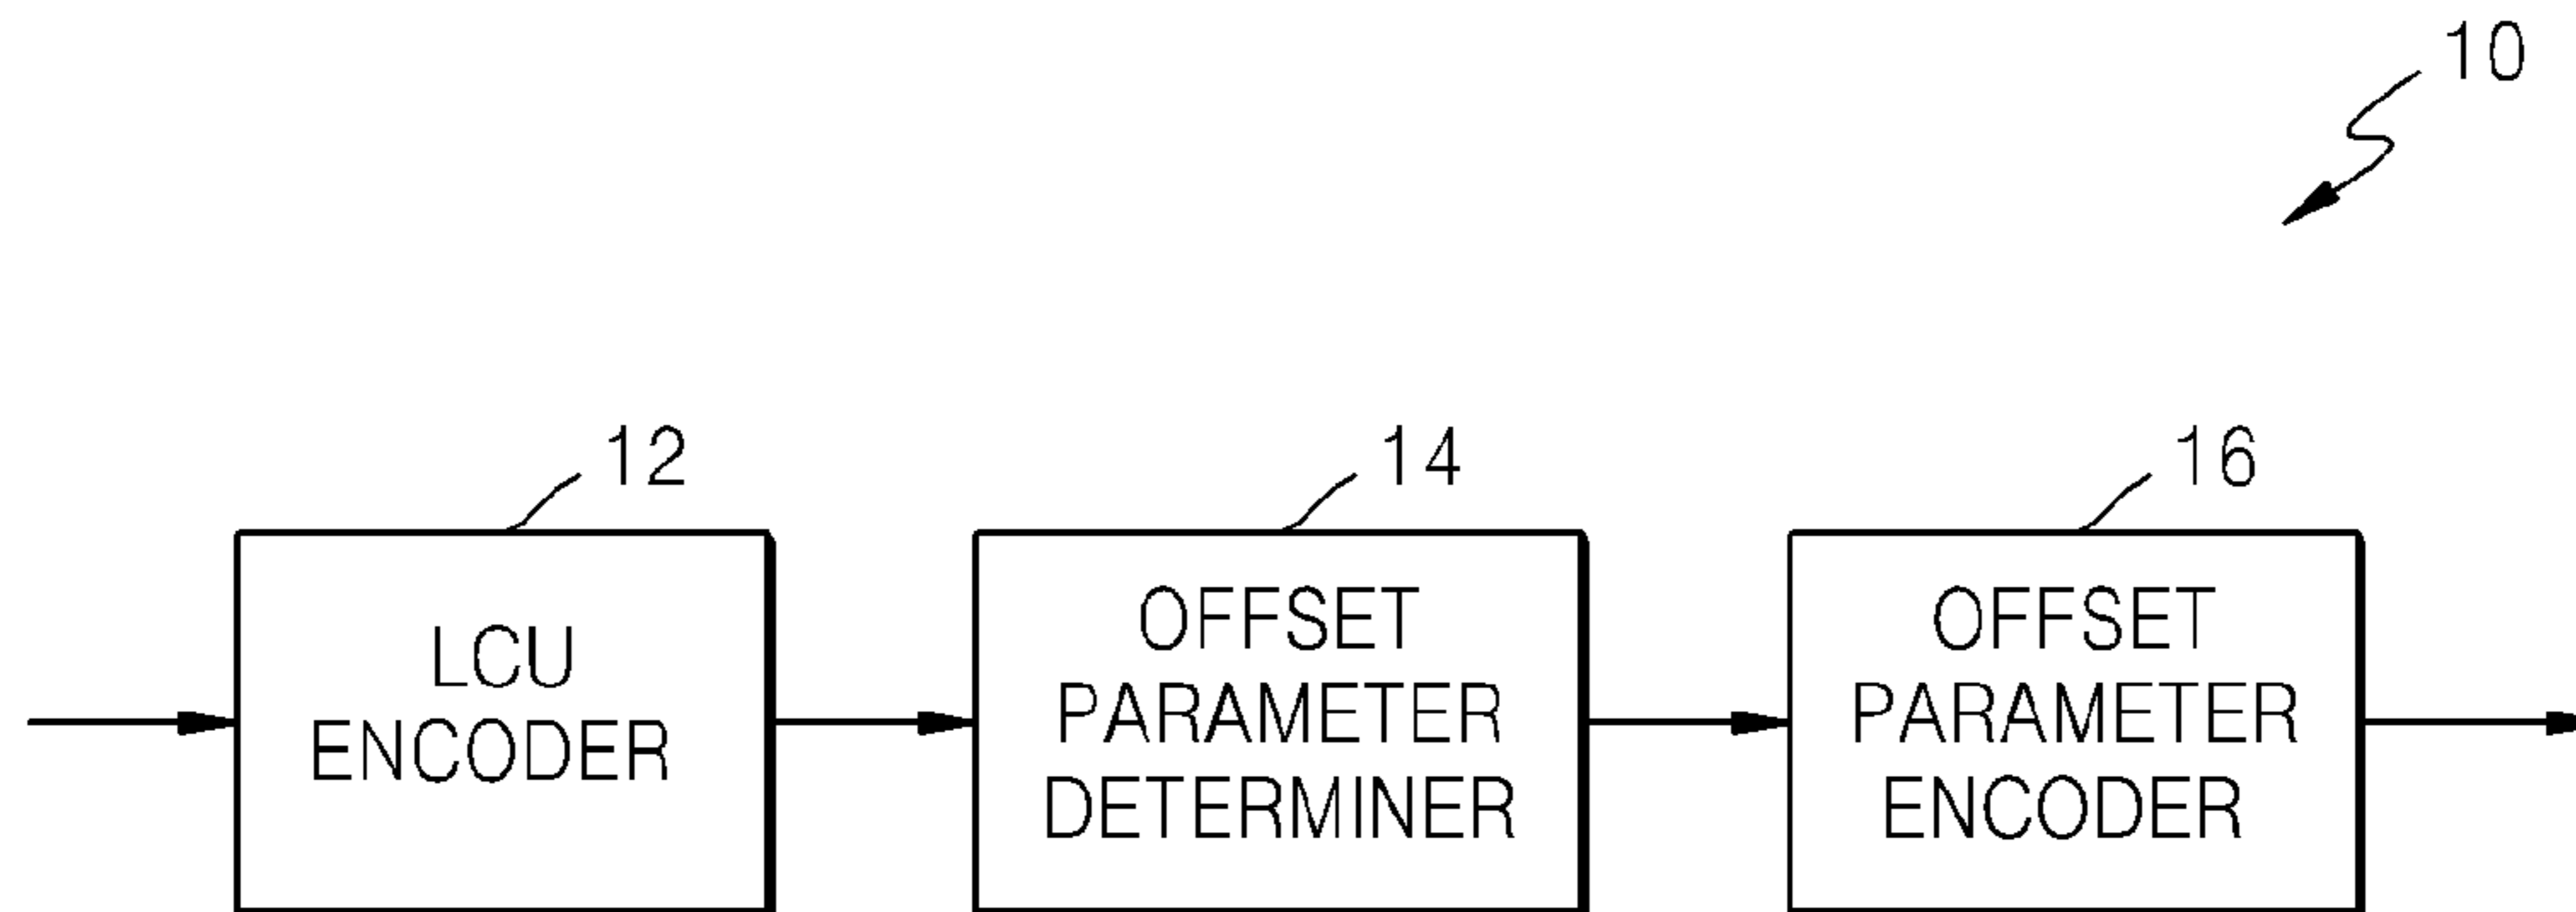 10
12
14
16
LCU
ENCODER
OFFSET
PARAMETER
DETERMINER
OFFSET
PARAMETER
ENCODER